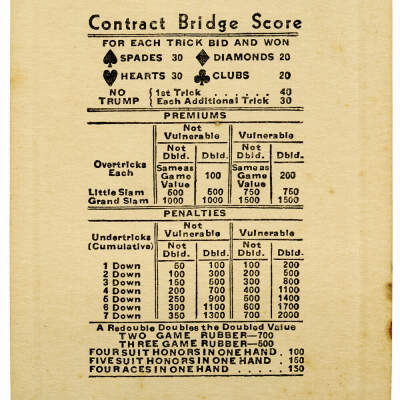 Contract Bridge Score
FOR EACH TRICK BID AND WON
SPADES 30 DIAMONDS 20
HEARTS 30 CLUBS 20
NO TRUMP { 1st Trick . . . . . . 40
Each Additional Trick 30
PREMIUMS
Not Vulnerable Vulnerable
Not Dbld. Dbld. Not Dbld. Dbld.
Overtricks Each Same as Game Value 100 Same as Game Value 200
Little Slam 500 500 750 750
Grand Slam 1000 1000 1500 1500
PENALTIES
Undertricks (Cumulative) Not Vulnerable Vulnerable
Not Dbld. Dbld. Not Dbld. Dbld.
1 Down 50 100 100 200
2 Down 100 300 200 500
3 Down 150 500 300 800
4 Down 200 700 400 1100
5 Down 250 900 500 1400
6 Down 300 1100 600 1700
7 Down 350 1300 700 2000
A Redouble Doubles the Doubled Value
TWO GAME RUBBER—700
THREE GAME RUBBER—500
FOUR SUIT HONORS IN ONE HAND . 100
FIVE SUIT HONORS IN ONE HAND . 150
FOUR ACES IN ONE HAND . . . . . 150